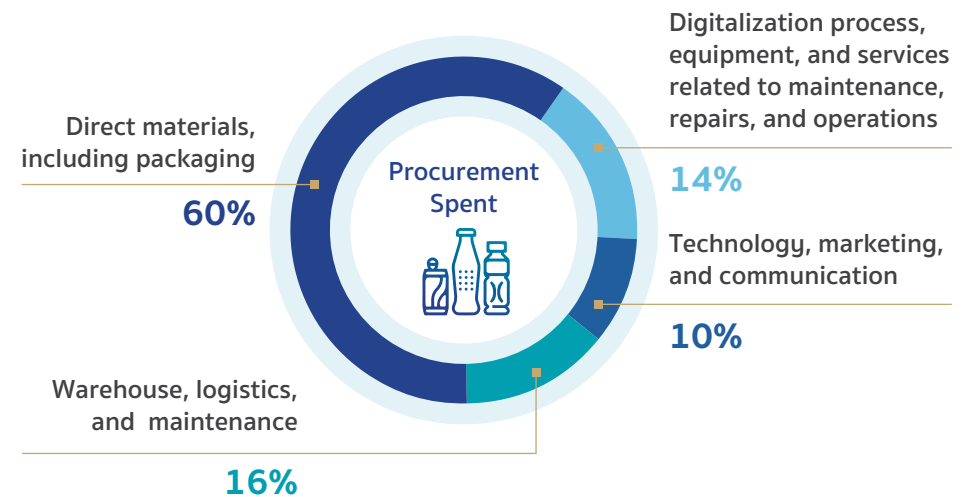 Digitalization process,
equipment, and services
related to maintenance,
repairs, and operations
14%
Direct materials,
including packaging
60%
Procurement
Spent
Technology, marketing,
and communication
10%
Warehouse, logistics,
and maintenance
16%